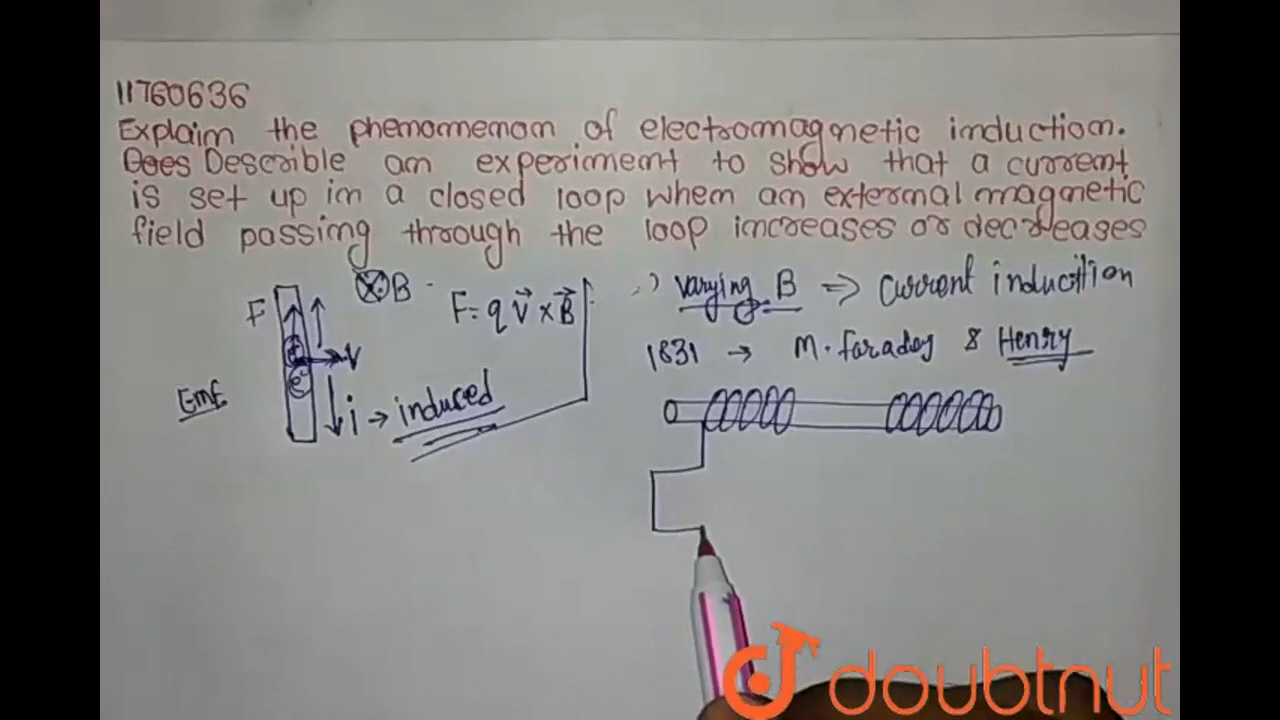 11760636
Explain the phenomenom of electromagnetic induction.
Does Describle an experiment to show that a current
is set up in a closed loop when an external magnetic
field passing through the loop increases or decreases
B
F
F = q v × B
v
e⁻
i → induced
Emf
varying B ⇒ current induction
1831 → M. faraday & Henry
doubtnut